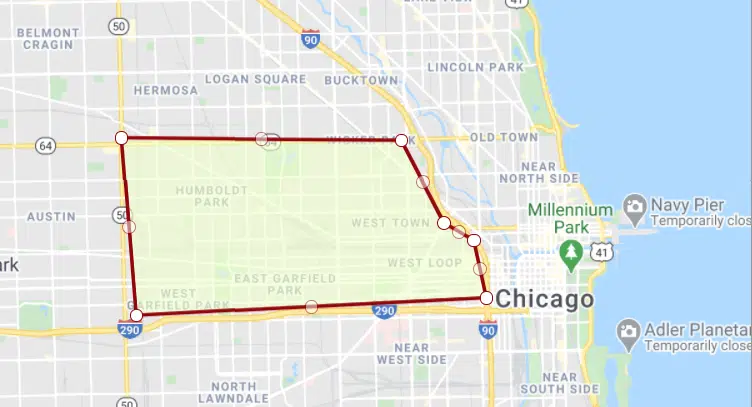 41
50
BELMONT
CRAGIN
90
LINCOLN PARK
LOGAN SQUARE
BUCKTOWN
HERMOSA
64
64
WICKER PARK
OLD TOWN
NEAR
NORTH SIDE
HUMBOLDT
PARK
AUSTIN
50
WEST TOWN
Millennium
Park
Navy Pier
Temporarily clos
41
rk
WEST LOOP
EAST GARFIELD
PARK
WEST
GARFIELD PARK
Chicago
290
290
90
Adler Planetar
Temporarily close
NEAR
WEST SIDE
NORTH
LAWNDALE
NEAR
SOUTH SIDE
50